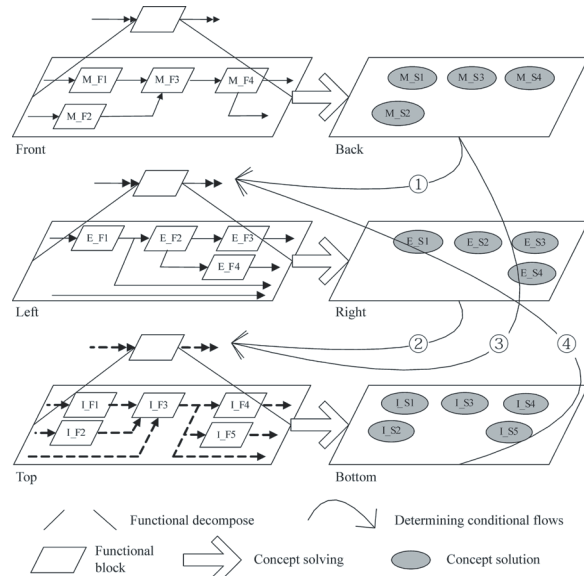 M_F1 M_F3 M_F4
M_F2
M_S1 M_S3 M_S4
M_S2
Front
Back
①
E_F1 E_F2 E_F3
E_F4
E_S1 E_S2 E_S3
E_S4
Left
Right
② ③ ④
I_F1 I_F3 I_F4
I_F2 I_F5
I_S1 I_S3 I_S4
I_S2 I_S5
Top
Bottom
Functional decompose
Determining conditional flows
Functional
block
Concept solving
Concept solution